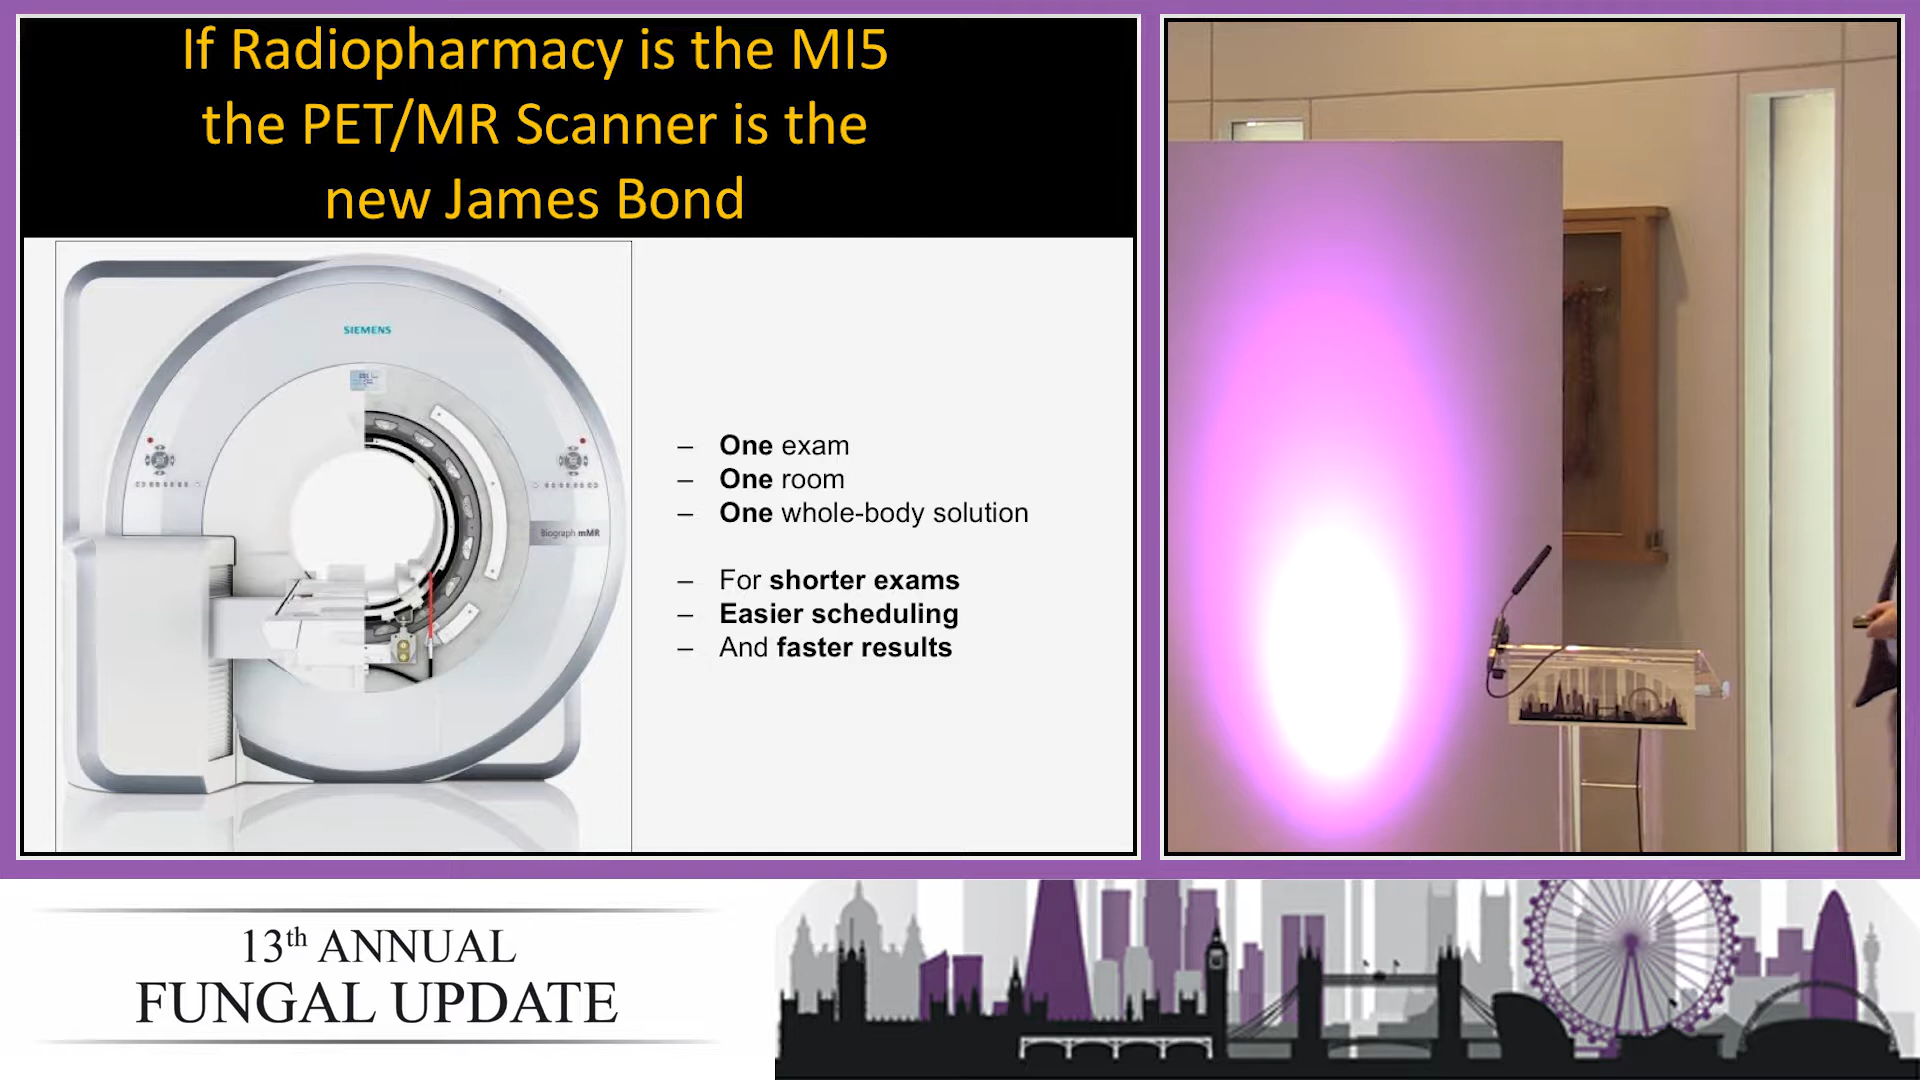 If Radiopharmacy is the MI5
the PET/MR Scanner is the
new James Bond
SIEMENS
Biograph mMR
– One exam
– One room
– One whole-body solution
– For shorter exams
– Easier scheduling
– And faster results
13th ANNUAL
FUNGAL UPDATE